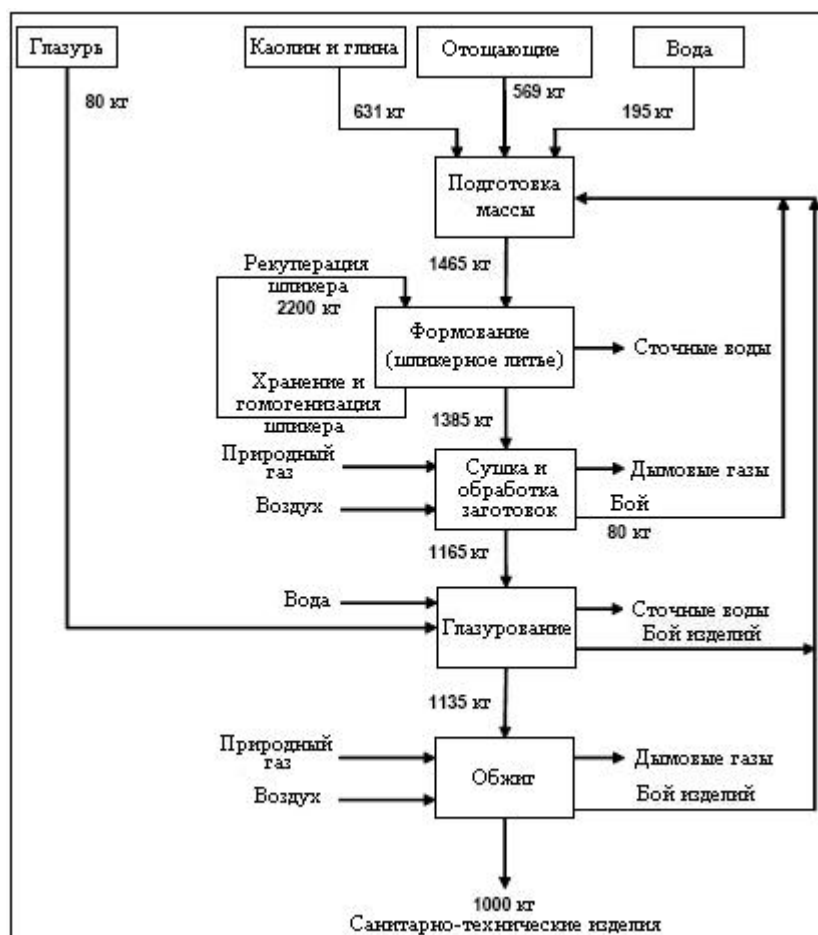 Глазурь
Каолин и глина
Отощающие
Вода
80 кг
631 кг
569 кг
195 кг
Подготовка
массы
1465 кг
Рекуперация
шликера
2200 кг
Формование
(шликерное литье)
Сточные воды
Хранение и
гомогенизация
шликера
1385 кг
Природный
газ
Воздух
Сушка и
обработка
заготовок
Дымовые газы
Бой
80 кг
1165 кг
Вода
Глазурование
Сточные воды
Бой изделий
1135 кг
Природный
газ
Воздух
Обжиг
Дымовые газы
Бой изделий
1000 кг
Санитарно-технические изделия